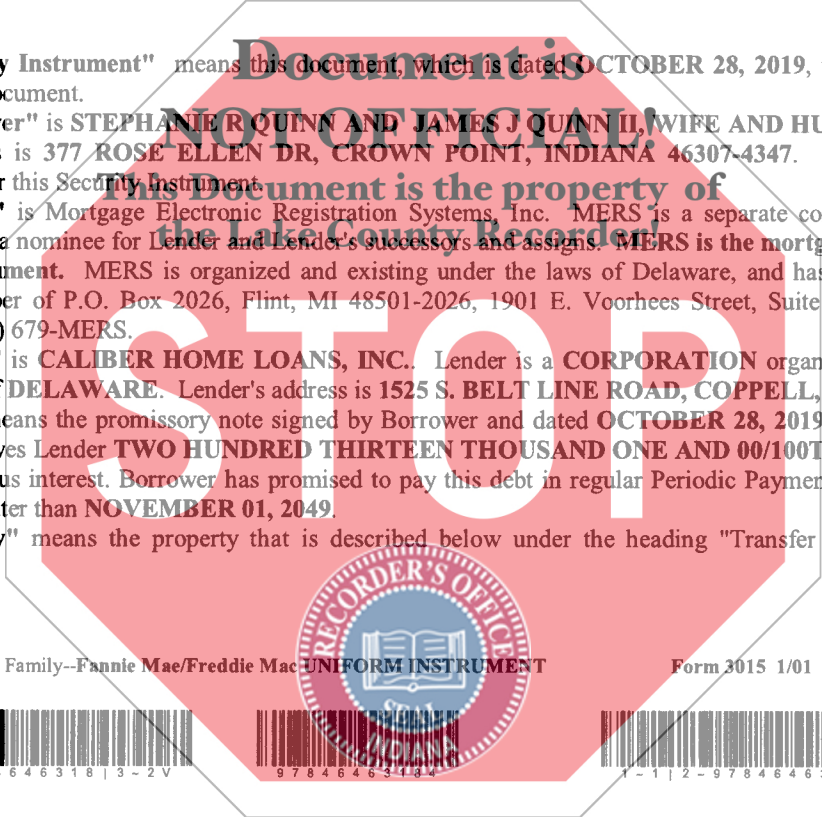 Document is
NOT OFFICIAL!
This Document is the property of
the Lake County Recorder!
STOP
y Instrument" means this document, which is dated OCTOBER 28, 2019,
ocument.
er" is STEPHANIE R QUINN AND JAMES J QUINN II, WIFE AND HU
s is 377 ROSE ELLEN DR, CROWN POINT, INDIANA 46307-4347.
r this Security Instrument.
" is Mortgage Electronic Registration Systems, Inc. MERS is a separate co
a nominee for Lender and Lender's successors and assigns. MERS is the mortg
ument. MERS is organized and existing under the laws of Delaware, and has
ber of P.O. Box 2026, Flint, MI 48501-2026, 1901 E. Voorhees Street, Suite
) 679-MERS.
" is CALIBER HOME LOANS, INC.. Lender is a CORPORATION organ
f DELAWARE. Lender's address is 1525 S. BELT LINE ROAD, COPPELL,
eans the promissory note signed by Borrower and dated OCTOBER 28, 2019
es Lender TWO HUNDRED THIRTEEN THOUSAND ONE AND 00/100T
us interest. Borrower has promised to pay this debt in regular Periodic Paymen
ter than NOVEMBER 01, 2049.
y" means the property that is described below under the heading "Transfer
RECORDER'S OFFICE
SEAL
INDIANA
Family--Fannie Mae/Freddie Mac UNIFORM INSTRUMENT Form 3015 1/01
646318|3~2V
97846463184
1~1|2~9784646